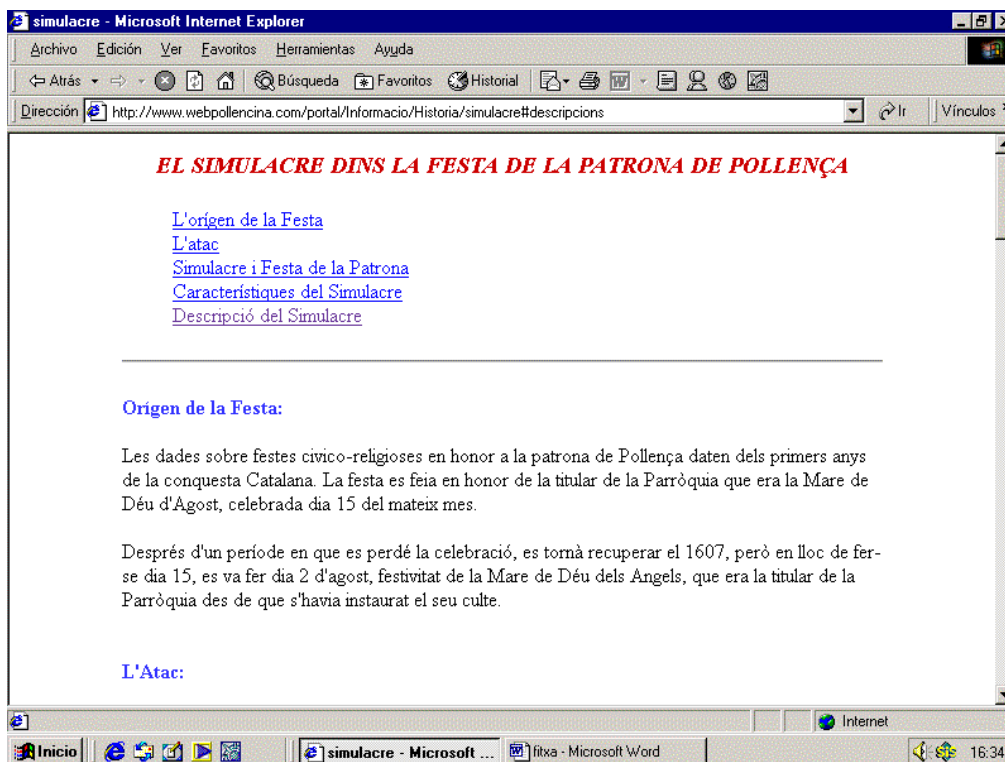 simulacre - Microsoft Internet Explorer
Archivo Edición Ver Favoritos Herramientas Ayuda
Atrás Búsqueda Favoritos Historial
Dirección http://www.webpollencina.com/portal/Informacio/Historia/simulacre#descripcions Ir Vínculos
EL SIMULACRE DINS LA FESTA DE LA PATRONA DE POLLENÇA
L'orígen de la Festa
L'atac
Simulacre i Festa de la Patrona
Característiques del Simulacre
Descripció del Simulacre
Orígen de la Festa:
Les dades sobre festes civico-religioses en honor a la patrona de Pollença daten dels primers anys
de la conquesta Catalana. La festa es feia en honor de la titular de la Parròquia que era la Mare de
Déu d'Agost, celebrada dia 15 del mateix mes.
Després d'un període en que es perdé la celebració, es tornà recuperar el 1607, però en lloc de fer-
se dia 15, es va fer dia 2 d'agost, festivitat de la Mare de Déu dels Angels, que era la titular de la
Parròquia des de que s'havia instaurat el seu culte.
L'Atac:
Internet
Inicio simulacre - Microsoft ... fitxa - Microsoft Word SiS 16:34